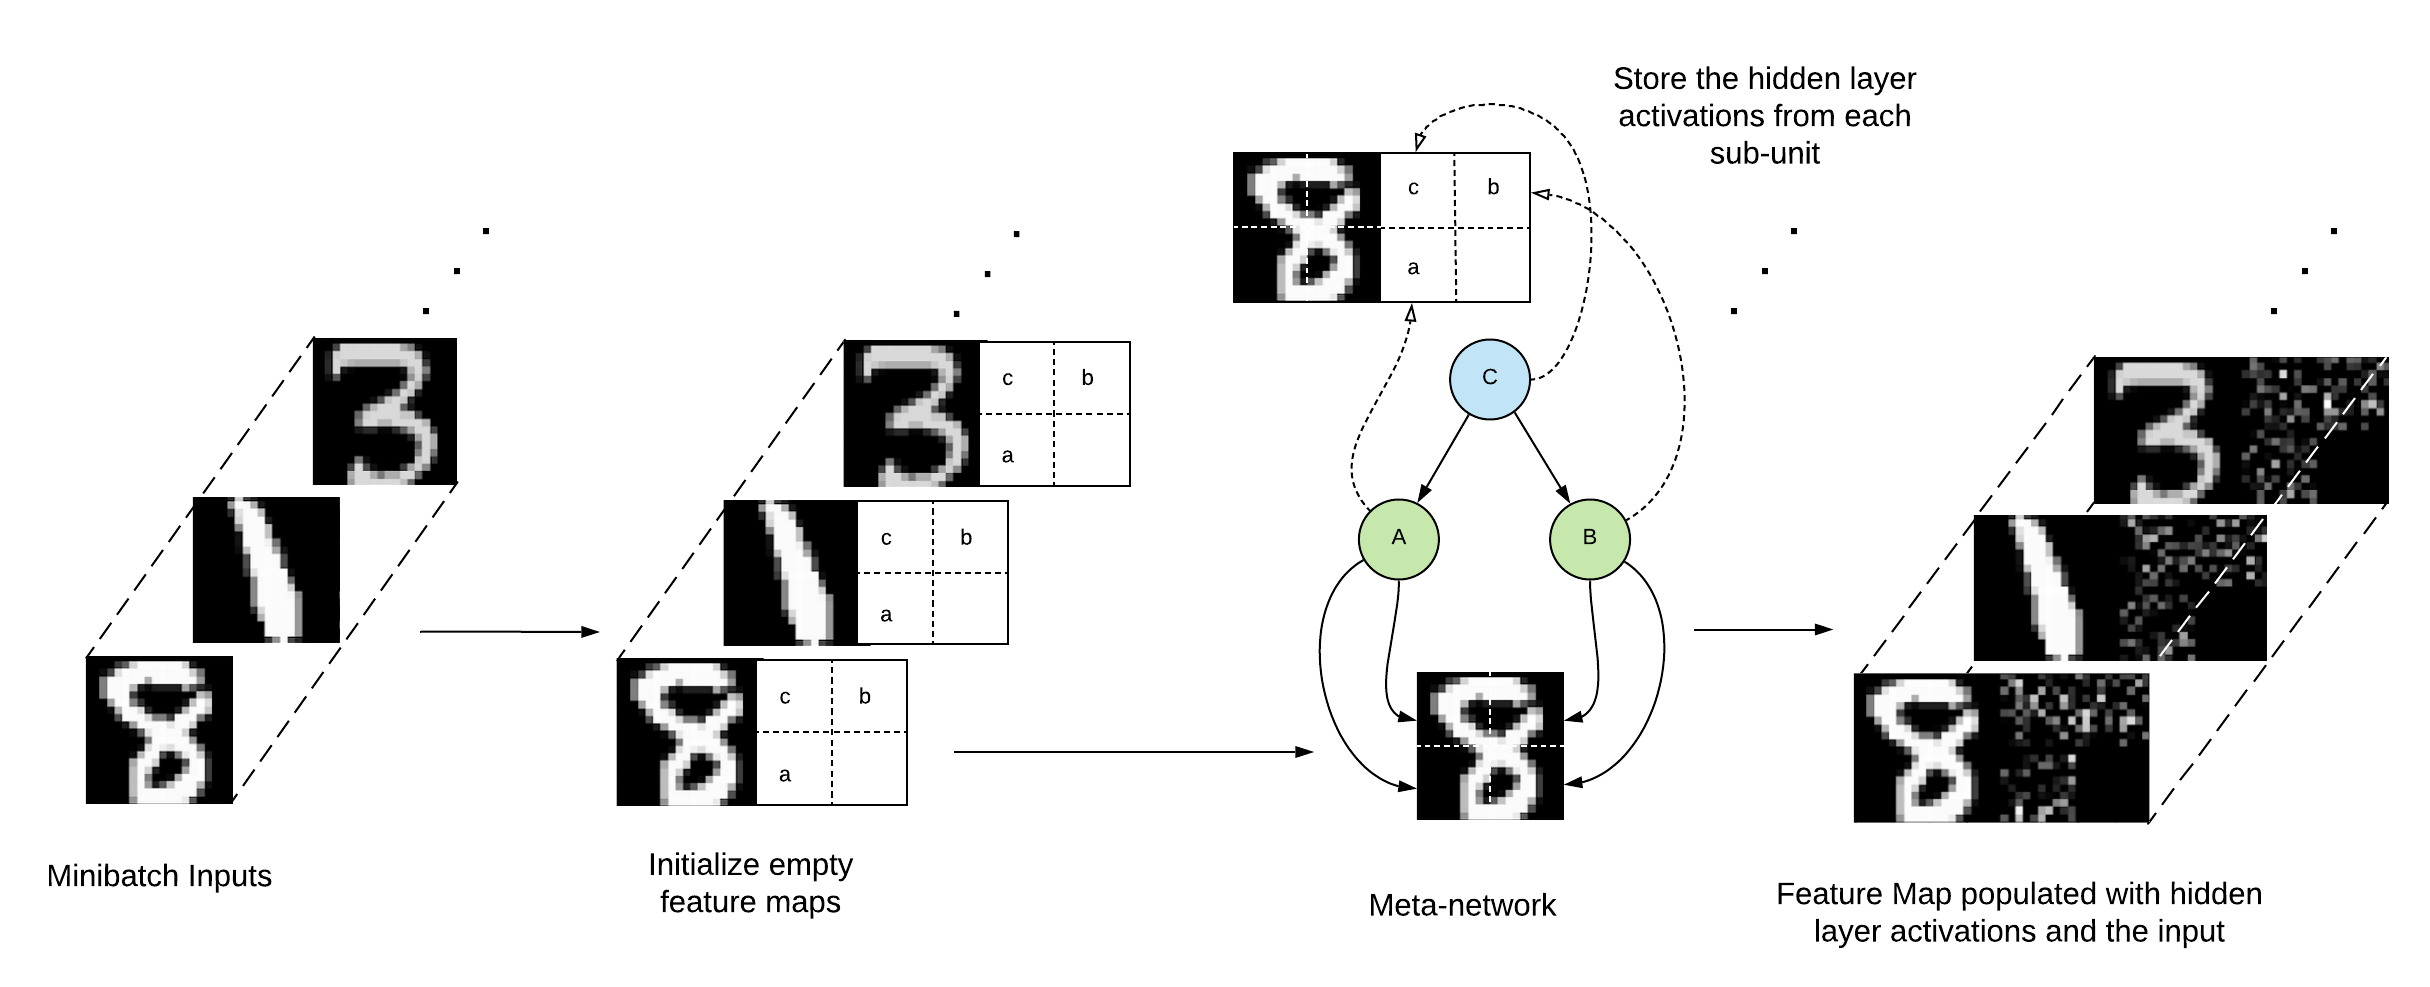 Store the hidden layer
activations from each
sub-unit
c b
a
C
c b
a
A B
c b
a
c b
a
Minibatch Inputs
Initialize empty
feature maps
Meta-network
Feature Map populated with hidden
layer activations and the input